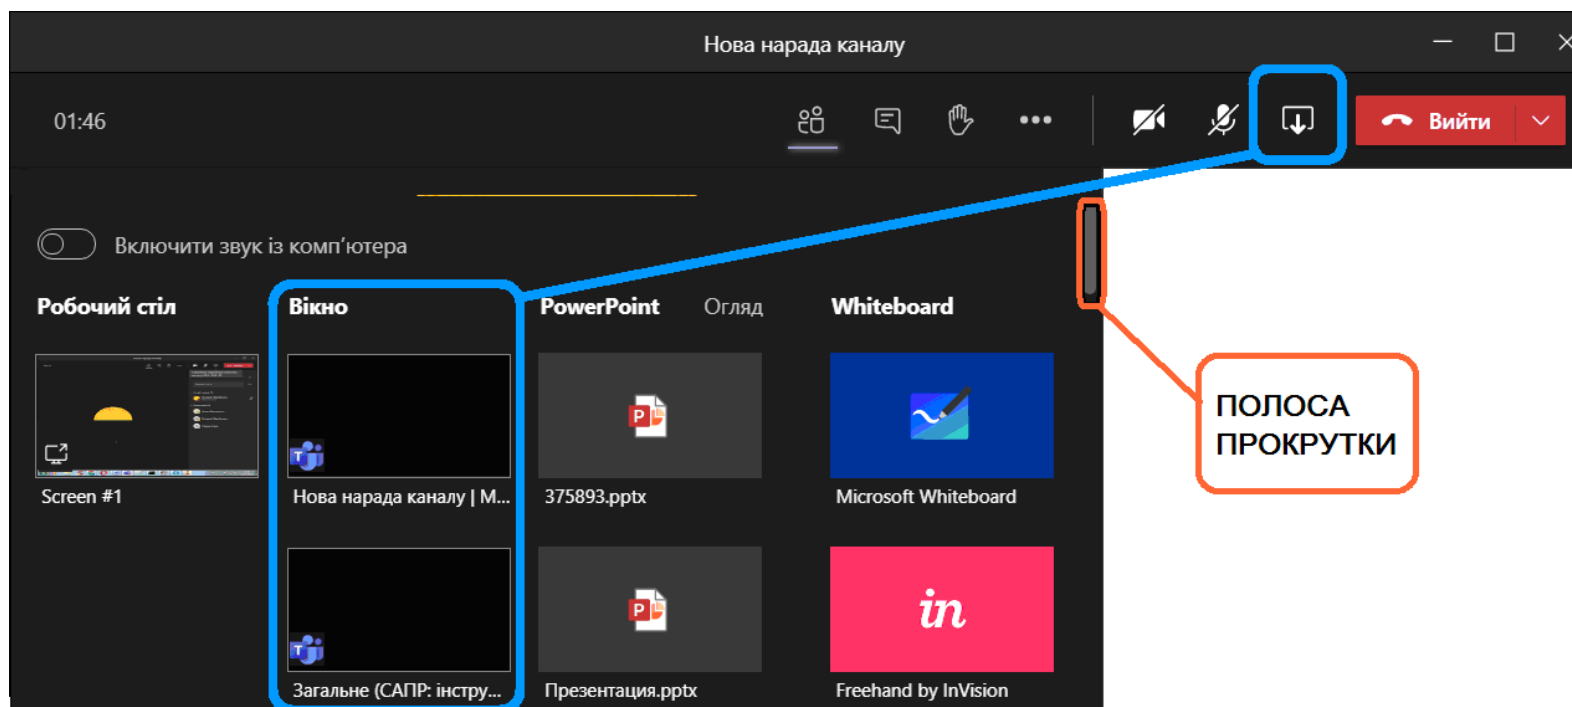 Нова нарада каналу
01:46
Вийти
Включити звук із комп'ютера
Робочий стіл
Вікно
PowerPoint
Огляд
Whiteboard
Screen #1
Нова нарада каналу | М...
375893.pptx
Microsoft Whiteboard
in
Загальне (САПР: інстру...
Презентация.pptx
Freehand by InVision
ПОЛОСА
ПРОКРУТКИ